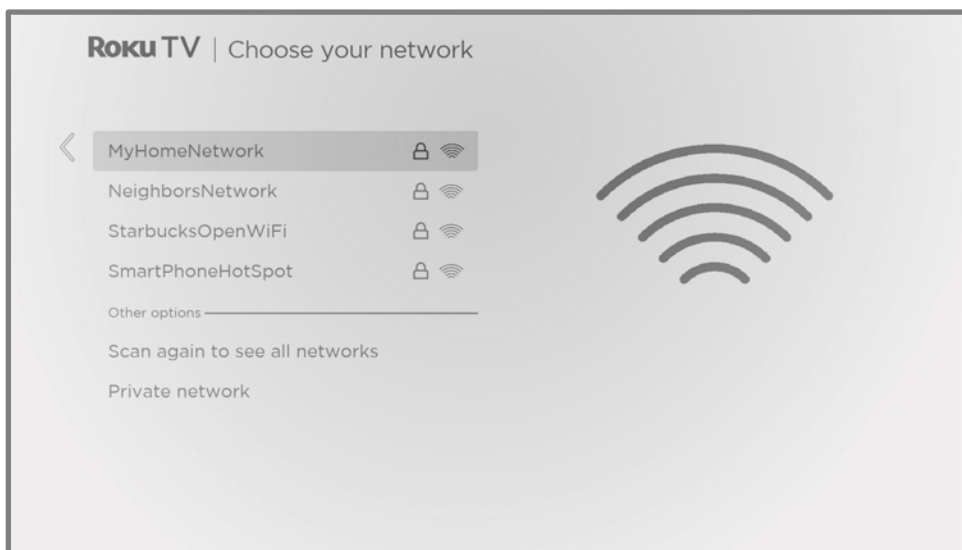 Roku TV | Choose your network
MyHomeNetwork
NeighborsNetwork
StarbucksOpenWiFi
SmartPhoneHotSpot
Other options
Scan again to see all networks
Private network